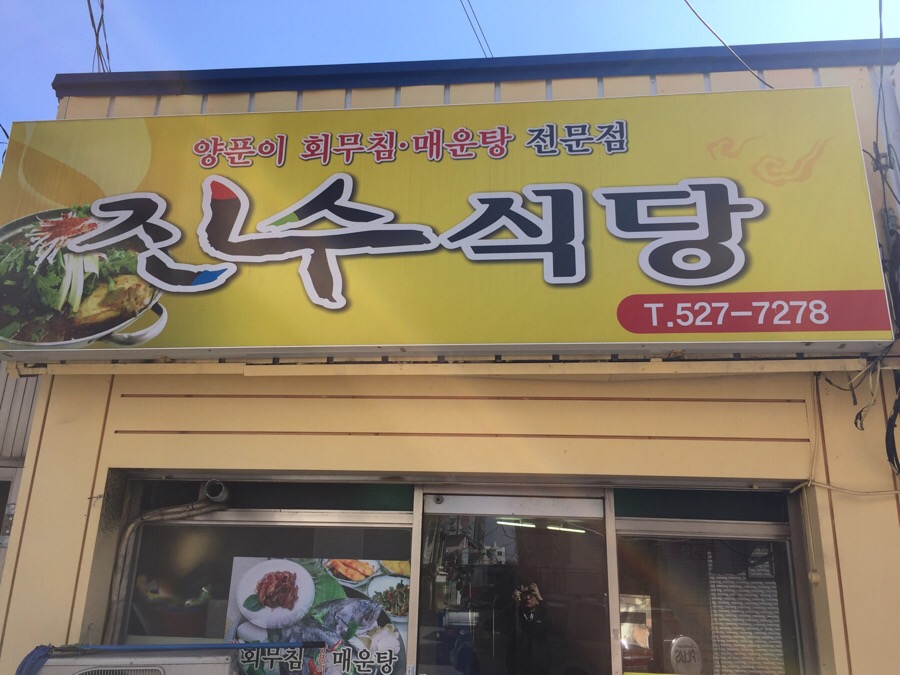 양푼이 회무침·매운탕 전문점
진수식당
T.527-7278
회무침 매운탕
PLUS